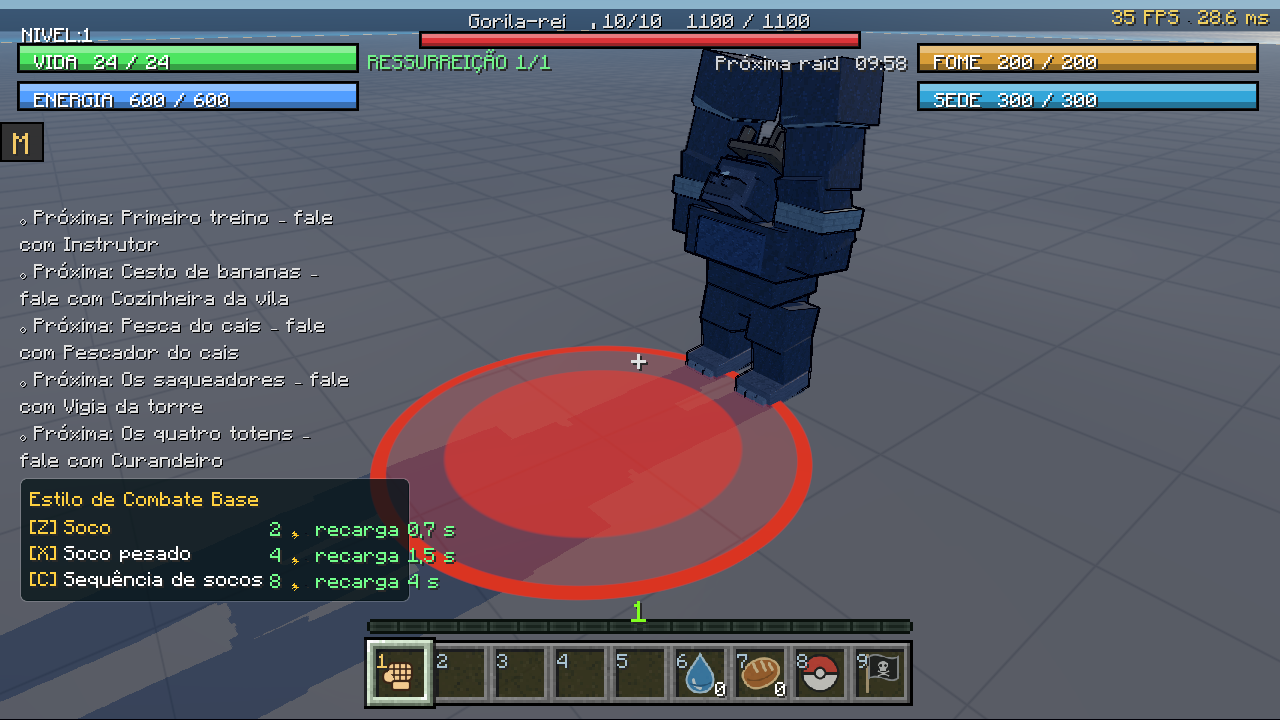 Gorila-rei . 10/10 1100 / 1100
35 FPS 28.6 ms
NIVEL:1
VIDA 24 / 24
RESSURREIÇÃO 1/1
Próxima raid 09:58
FOME 200 / 200
ENERGIA 600 / 600
SEDE 300 / 300
M
Próxima: Primeiro treino - fale
com Instrutor
Próxima: Cesto de bananas -
fale com Cozinheira da vila
Próxima: Pesca do cais - fale
com Pescador do cais
Próxima: Os saqueadores - fale
com Vigia da torre
Próxima: Os quatro totens -
fale com Curandeiro
Estilo de Combate Base
[Z] Soco 2 recarga 0,7 s
[X] Soco pesado 4 recarga 1,5 s
[C] Sequência de socos 8 recarga 4 s
1
1 2 3 4 5 6 7 8 9
0 0